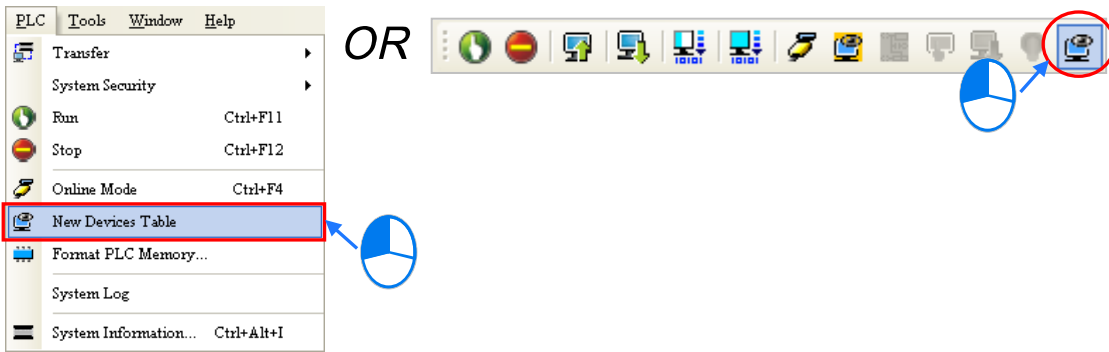 PLC Tools Window Help
OR
Transfer
System Security
Run Ctrl+F11
Stop Ctrl+F12
Online Mode Ctrl+F4
New Devices Table
Format PLC Memory...
System Log
System Information... Ctrl+Alt+I